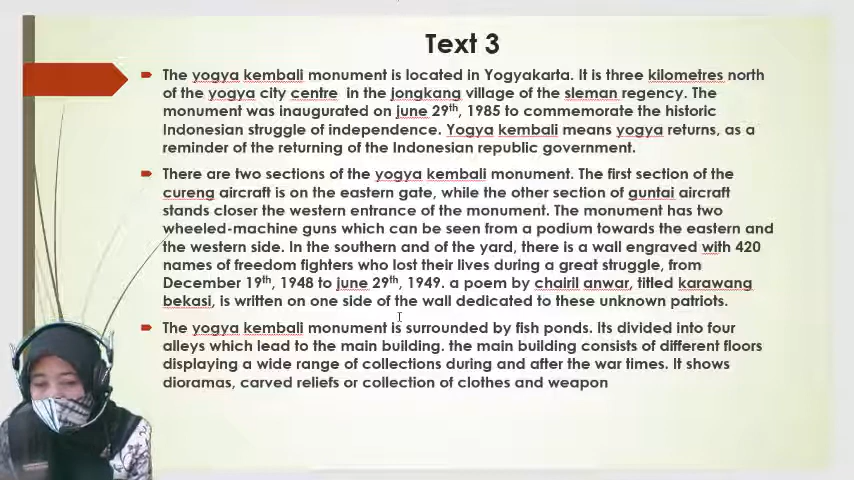 Text 3
The yogya kembali monument is located in Yogyakarta. It is three kilometres north
of the yogya city centre in the jongkang village of the sleman regency. The
monument was inaugurated on june 29th, 1985 to commemorate the historic
Indonesian struggle of independence. Yogya kembali means yogya returns, as a
reminder of the returning of the Indonesian republic government.
There are two sections of the yogya kembali monument. The first section of the
cureng aircraft is on the eastern gate, while the other section of guntai aircraft
stands closer the western entrance of the monument. The monument has two
wheeled-machine guns which can be seen from a podium towards the eastern and
the western side. In the southern and of the yard, there is a wall engraved with 420
names of freedom fighters who lost their lives during a great struggle, from
December 19th, 1948 to june 29th, 1949. a poem by chairil anwar, titled karawang
bekasi, is written on one side of the wall dedicated to these unknown patriots.
The yogya kembali monument is surrounded by fish ponds. Its divided into four
alleys which lead to the main building. the main building consists of different floors
displaying a wide range of collections during and after the war times. It shows
dioramas, carved reliefs or collection of clothes and weapon